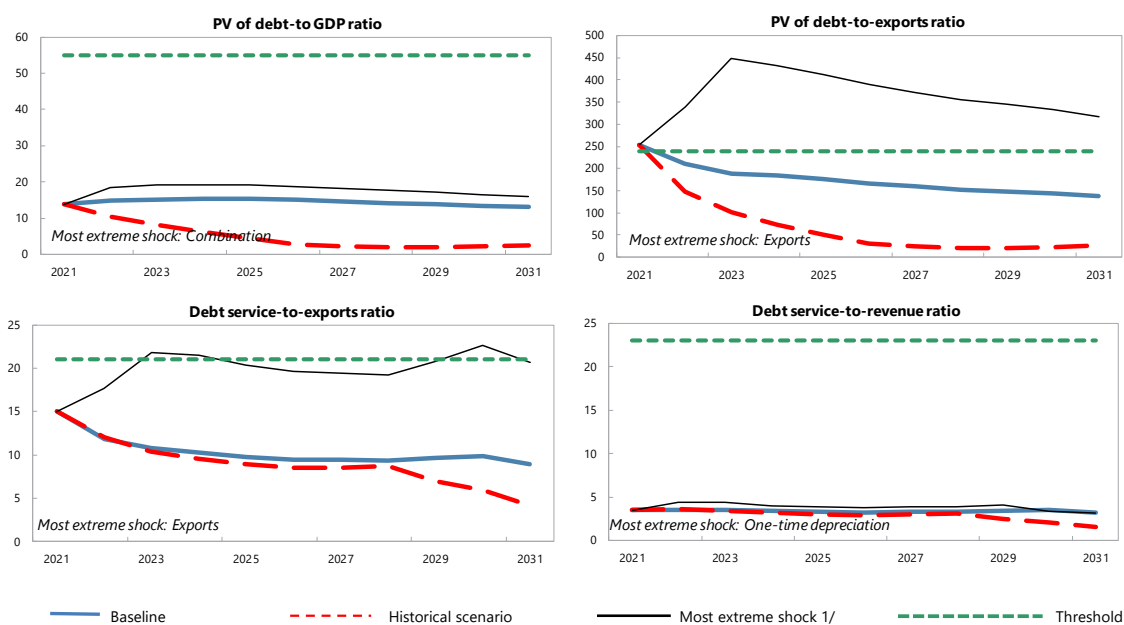 PV of debt-to GDP ratio
60
50
40
30
20
10
0
Most extreme shock: Combination
2021 2023 2025 2027 2029 2031
PV of debt-to-exports ratio
500
450
400
350
300
250
200
150
100
50
0
Most extreme shock: Exports
2021 2023 2025 2027 2029 2031
Debt service-to-exports ratio
25
20
15
10
5
0
Most extreme shock: Exports
2021 2023 2025 2027 2029 2031
Debt service-to-revenue ratio
25
20
15
10
5
0
Most extreme shock: One-time depreciation
2021 2023 2025 2027 2029 2031
Baseline Historical scenario Most extreme shock 1/ Threshold